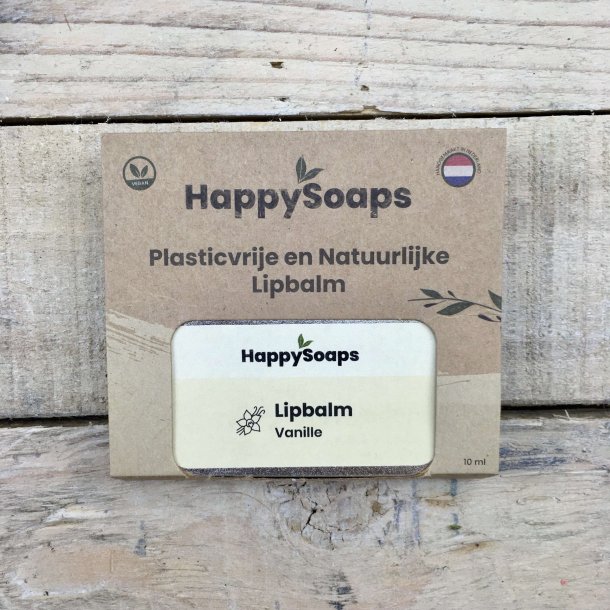 VEGAN
HappySoaps
Plasticvrije en Natuurlijke
Lipbalm
HappySoaps
Lipbalm
Vanille
10 ml